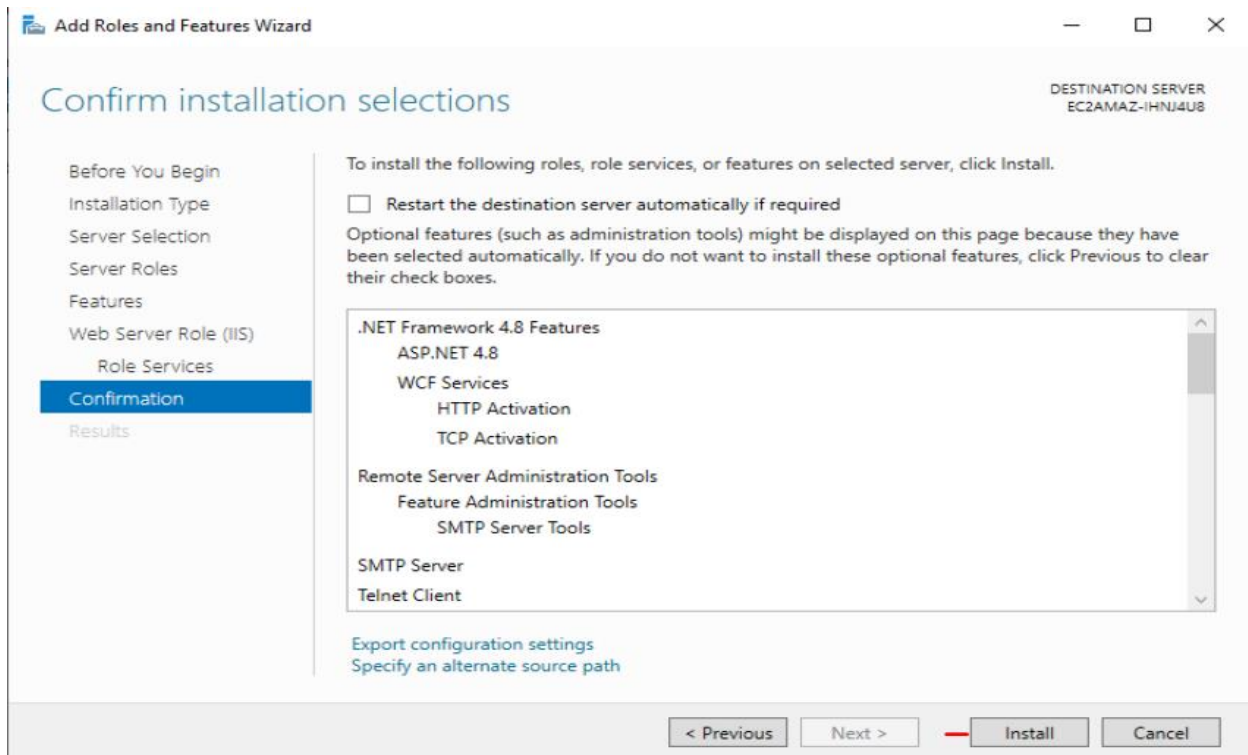 Add Roles and Features Wizard
Confirm installation selections
DESTINATION SERVER
EC2AMAZ-IHNJ4U8
Before You Begin
Installation Type
Server Selection
Server Roles
Features
Web Server Role (IIS)
Role Services
Confirmation
Results
To install the following roles, role services, or features on selected server, click Install.
Restart the destination server automatically if required
Optional features (such as administration tools) might be displayed on this page because they have
been selected automatically. If you do not want to install these optional features, click Previous to clear
their check boxes.
.NET Framework 4.8 Features
ASP.NET 4.8
WCF Services
HTTP Activation
TCP Activation
Remote Server Administration Tools
Feature Administration Tools
SMTP Server Tools
SMTP Server
Telnet Client
Export configuration settings
Specify an alternate source path
< Previous
Next >
Install
Cancel